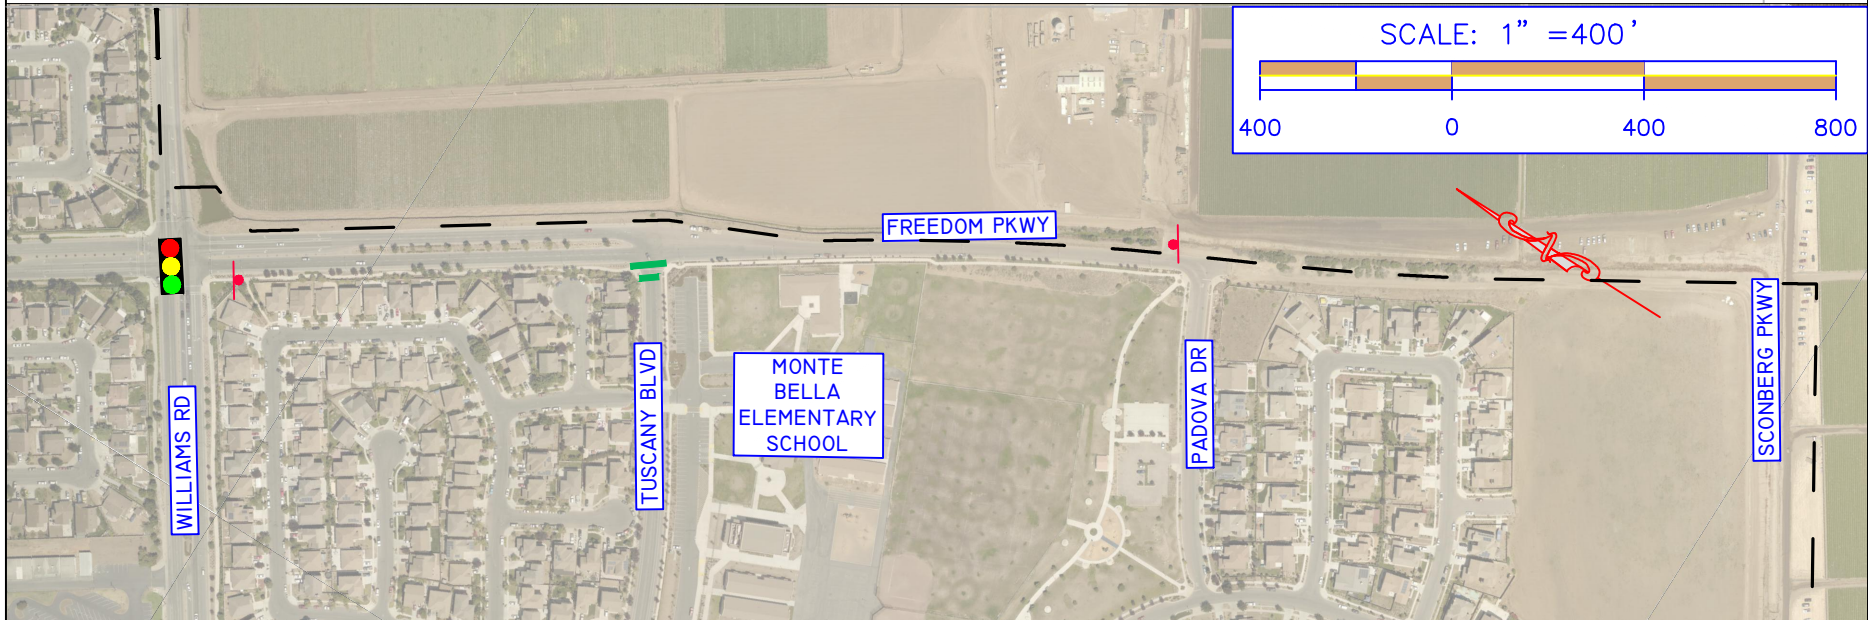 SCALE: 1" =400'
400 0 400 800
FREEDOM PKWY
WILLIAMS RD
TUSCANY BLVD
MONTE
BELLA
ELEMENTARY
SCHOOL
PADOVA DR
SCONBERG PKWY